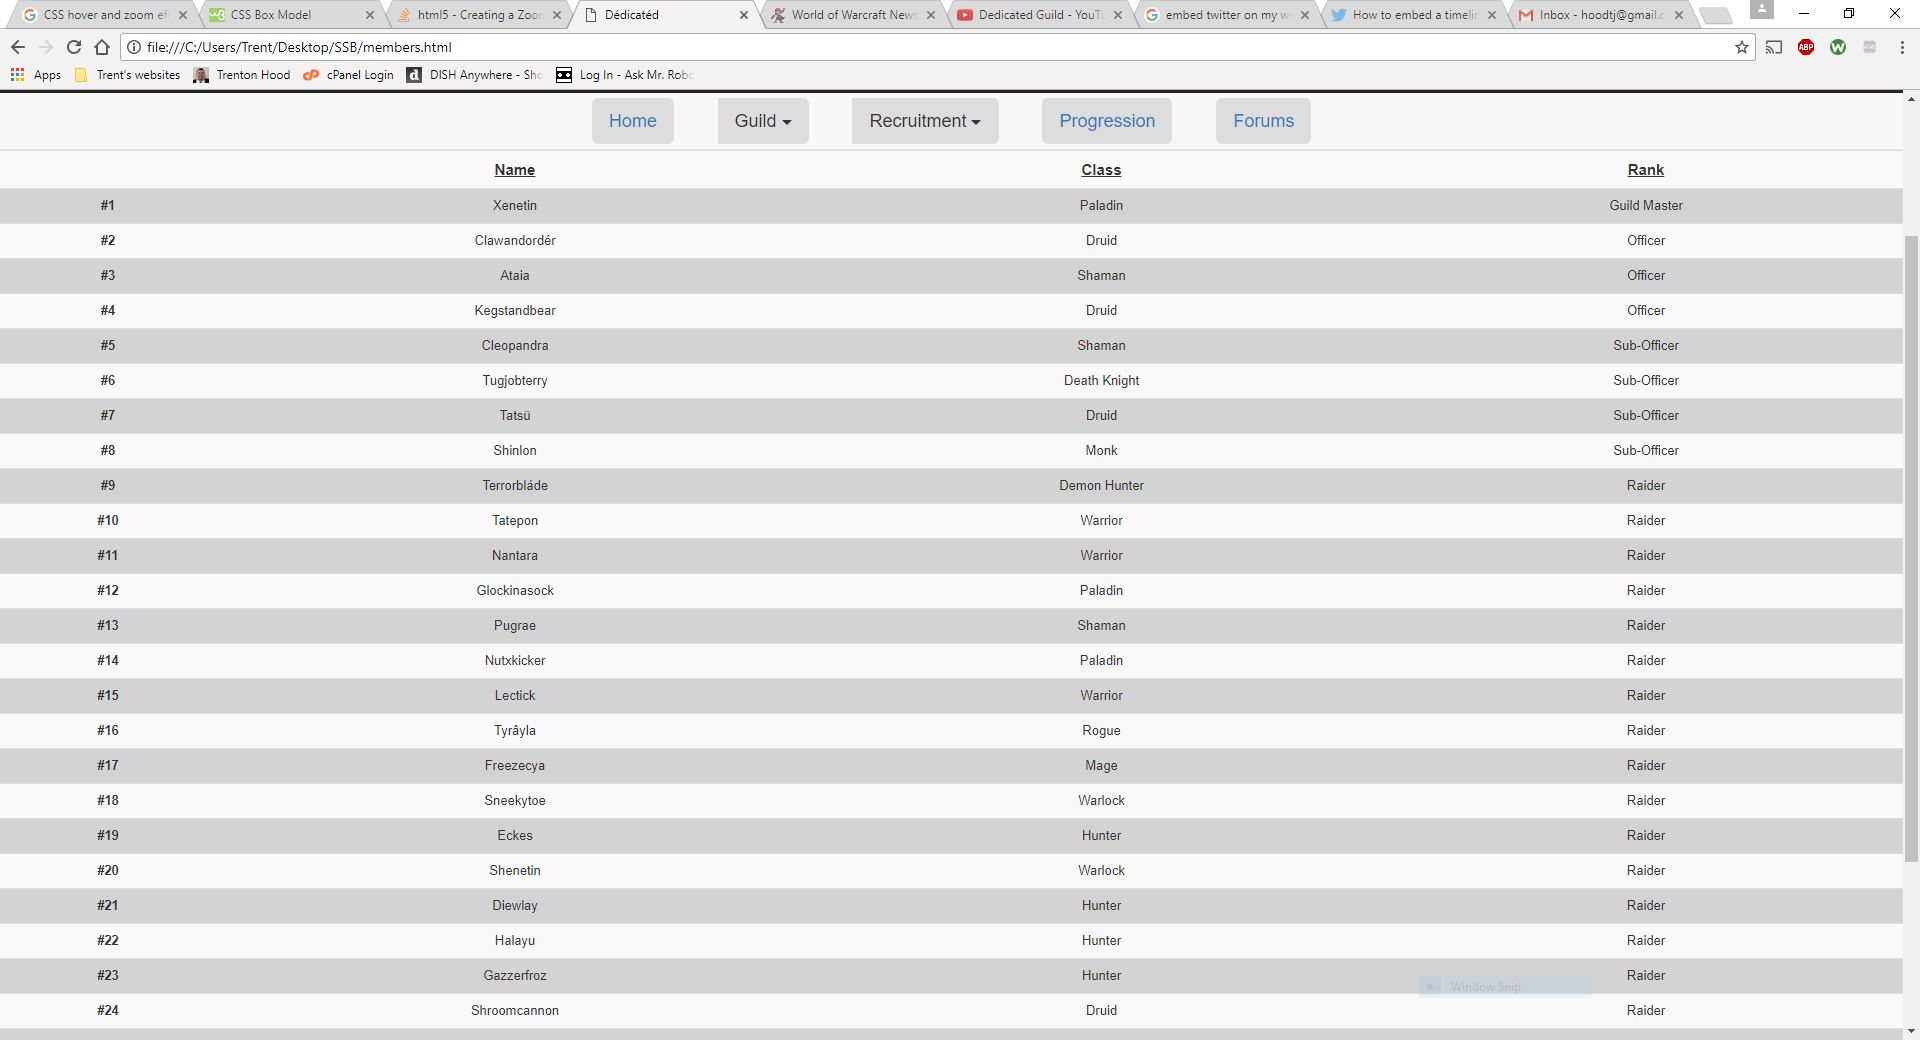 CSS hover and zoom ef
CSS Box Model
html5 - Creating a Zoon
Dédicatéd
World of Warcraft News
Dedicated Guild - YouTu
embed twitter on my w
How to embed a timelin
Inbox - hoodtj@gmail.c
file:///C:/Users/Trent/Desktop/SSB/members.html
ABP
Apps Trent's websites Trenton Hood cPanel Login DISH Anywhere - Sho Log In - Ask Mr. Robo
Home Guild Recruitment Progression Forums
Name Class Rank
#1 Xenetin Paladin Guild Master
#2 Clawandordér Druid Officer
#3 Ataia Shaman Officer
#4 Kegstandbear Druid Officer
#5 Cleopandra Shaman Sub-Officer
#6 Tugjobterry Death Knight Sub-Officer
#7 Tatsü Druid Sub-Officer
#8 Shinlon Monk Sub-Officer
#9 Terrorbláde Demon Hunter Raider
#10 Tatepon Warrior Raider
#11 Nantara Warrior Raider
#12 Glockinasock Paladin Raider
#13 Pugrae Shaman Raider
#14 Nutxkicker Paladin Raider
#15 Lectick Warrior Raider
#16 Tyrâyla Rogue Raider
#17 Freezecya Mage Raider
#18 Sneekytoe Warlock Raider
#19 Eckes Hunter Raider
#20 Shenetin Warlock Raider
#21 Diewlay Hunter Raider
#22 Halayu Hunter Raider
#23 Gazzerfroz Hunter Raider
Window Snip
#24 Shroomcannon Druid Raider